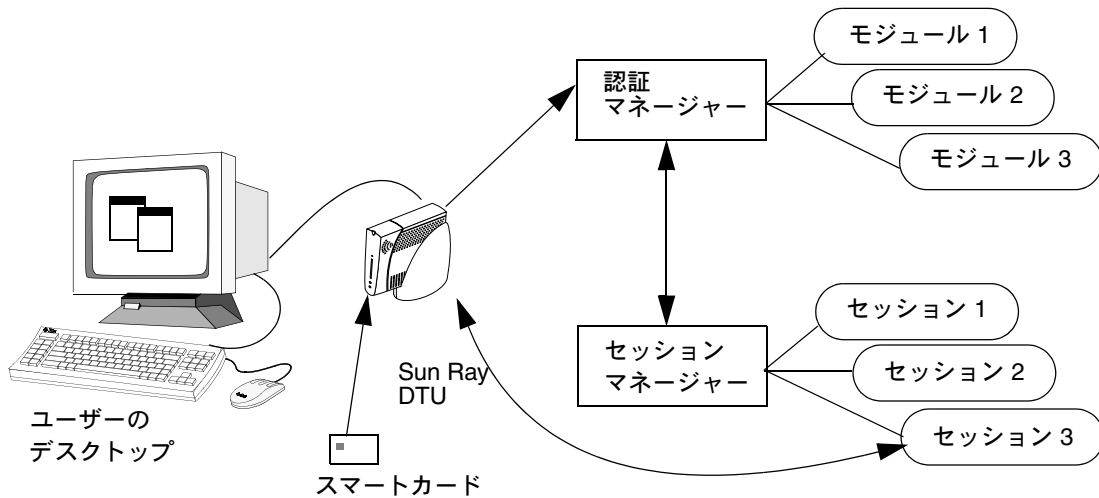 モジュール 1
認証
マネージャー
モジュール 2
モジュール 3
セッション 1
セッション
マネージャー
セッション 2
Sun Ray
DTU
セッション 3
ユーザーの
デスクトップ
スマートカード